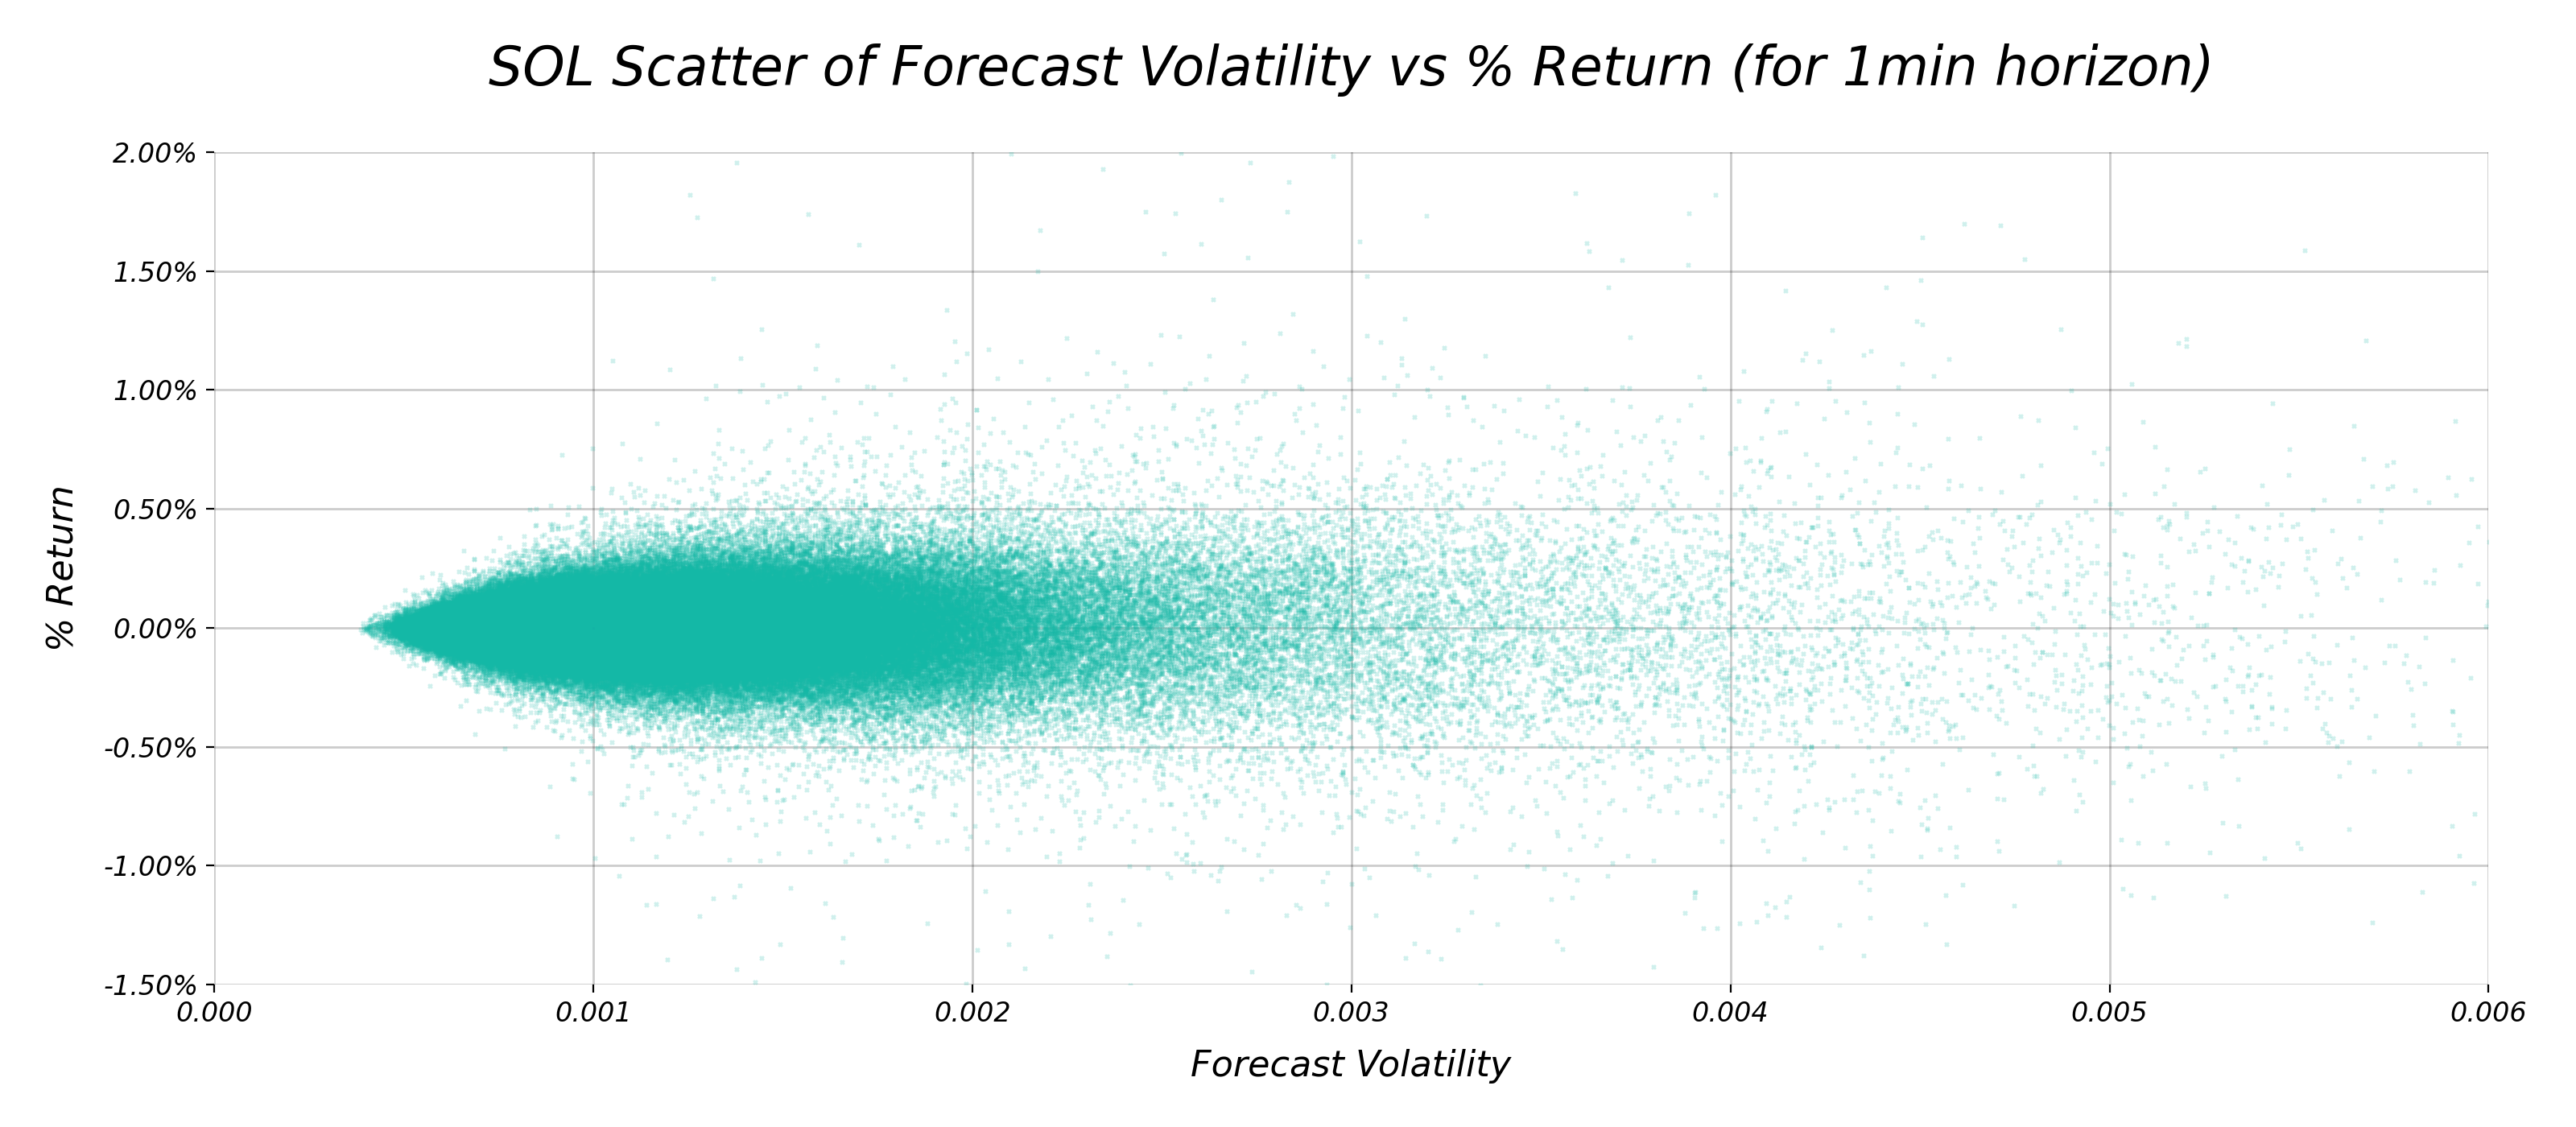 SOL Scatter of Forecast Volatility vs % Return (for 1min horizon)
2.00%
1.50%
1.00%
0.50%
0.00%
-0.50%
-1.00%
-1.50%
% Return
0.000 0.001 0.002 0.003 0.004 0.005 0.006
Forecast Volatility